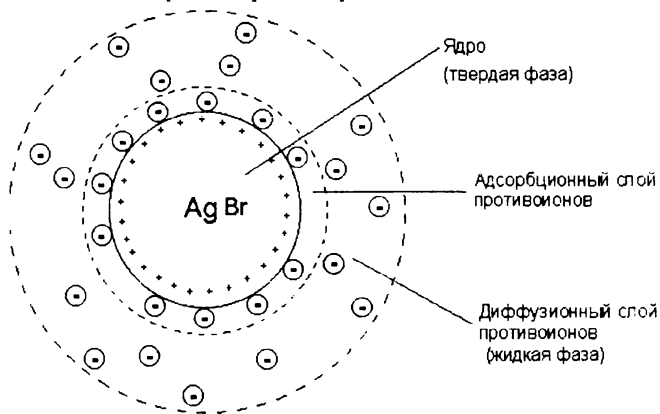 Ядро
(твердая фаза)
Адсорбционный слой
противоионов
Ag Br
Диффузионный слой
противоионов
(жидкая фаза)